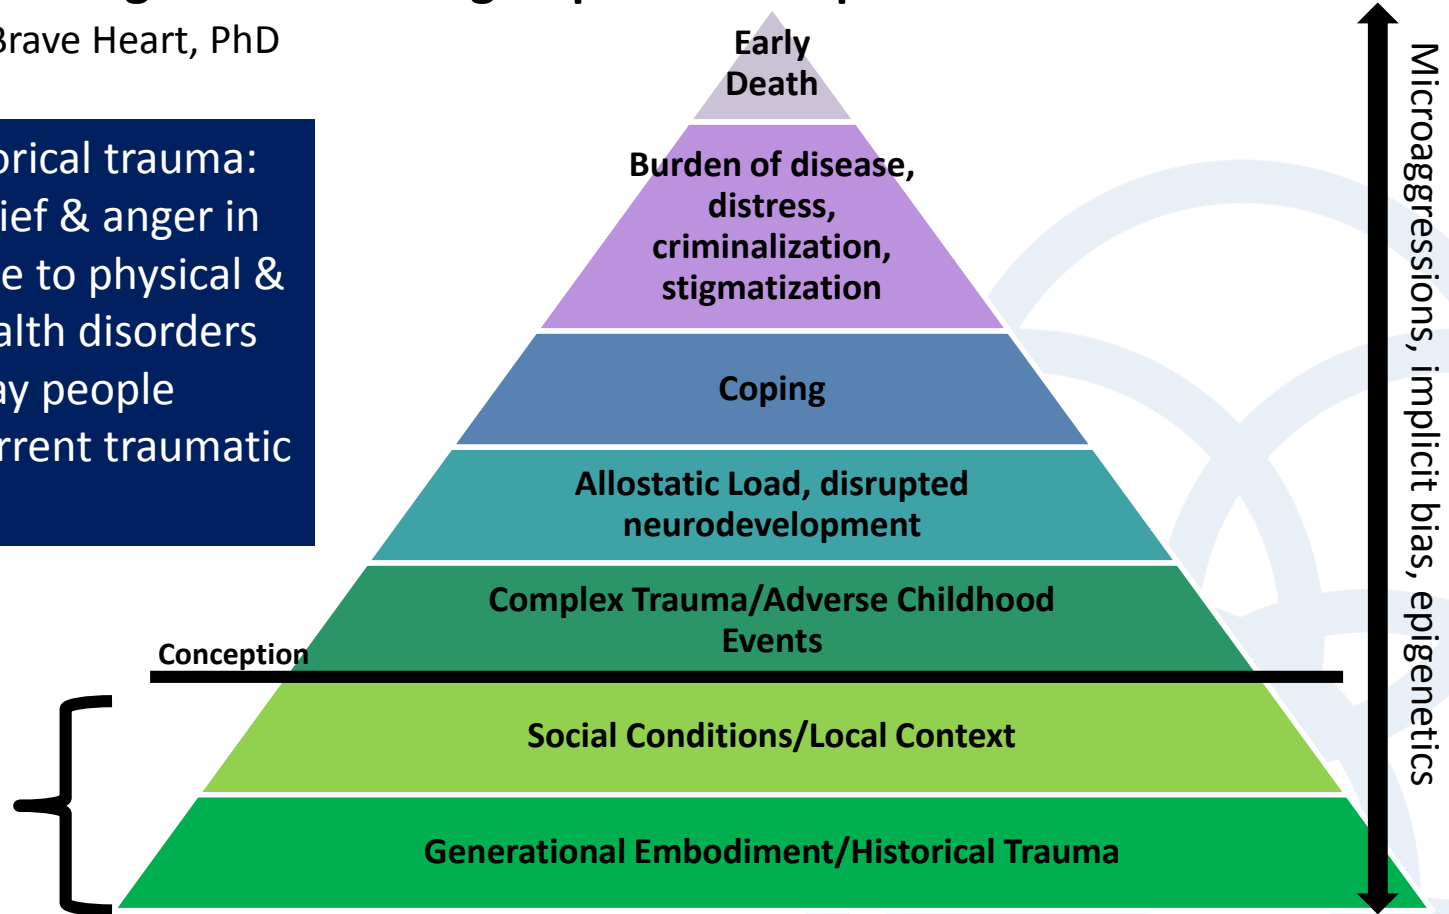 Brave Heart, PhD
orical trauma:
ief & anger in
e to physical &
alth disorders
ay people
rrent traumatic
Early
Death
Burden of disease,
distress,
criminalization,
stigmatization
Coping
Allostatic Load, disrupted
neurodevelopment
Complex Trauma/Adverse Childhood
Events
Conception
Social Conditions/Local Context
Generational Embodiment/Historical Trauma
Microaggressions, implicit bias, epigenetics